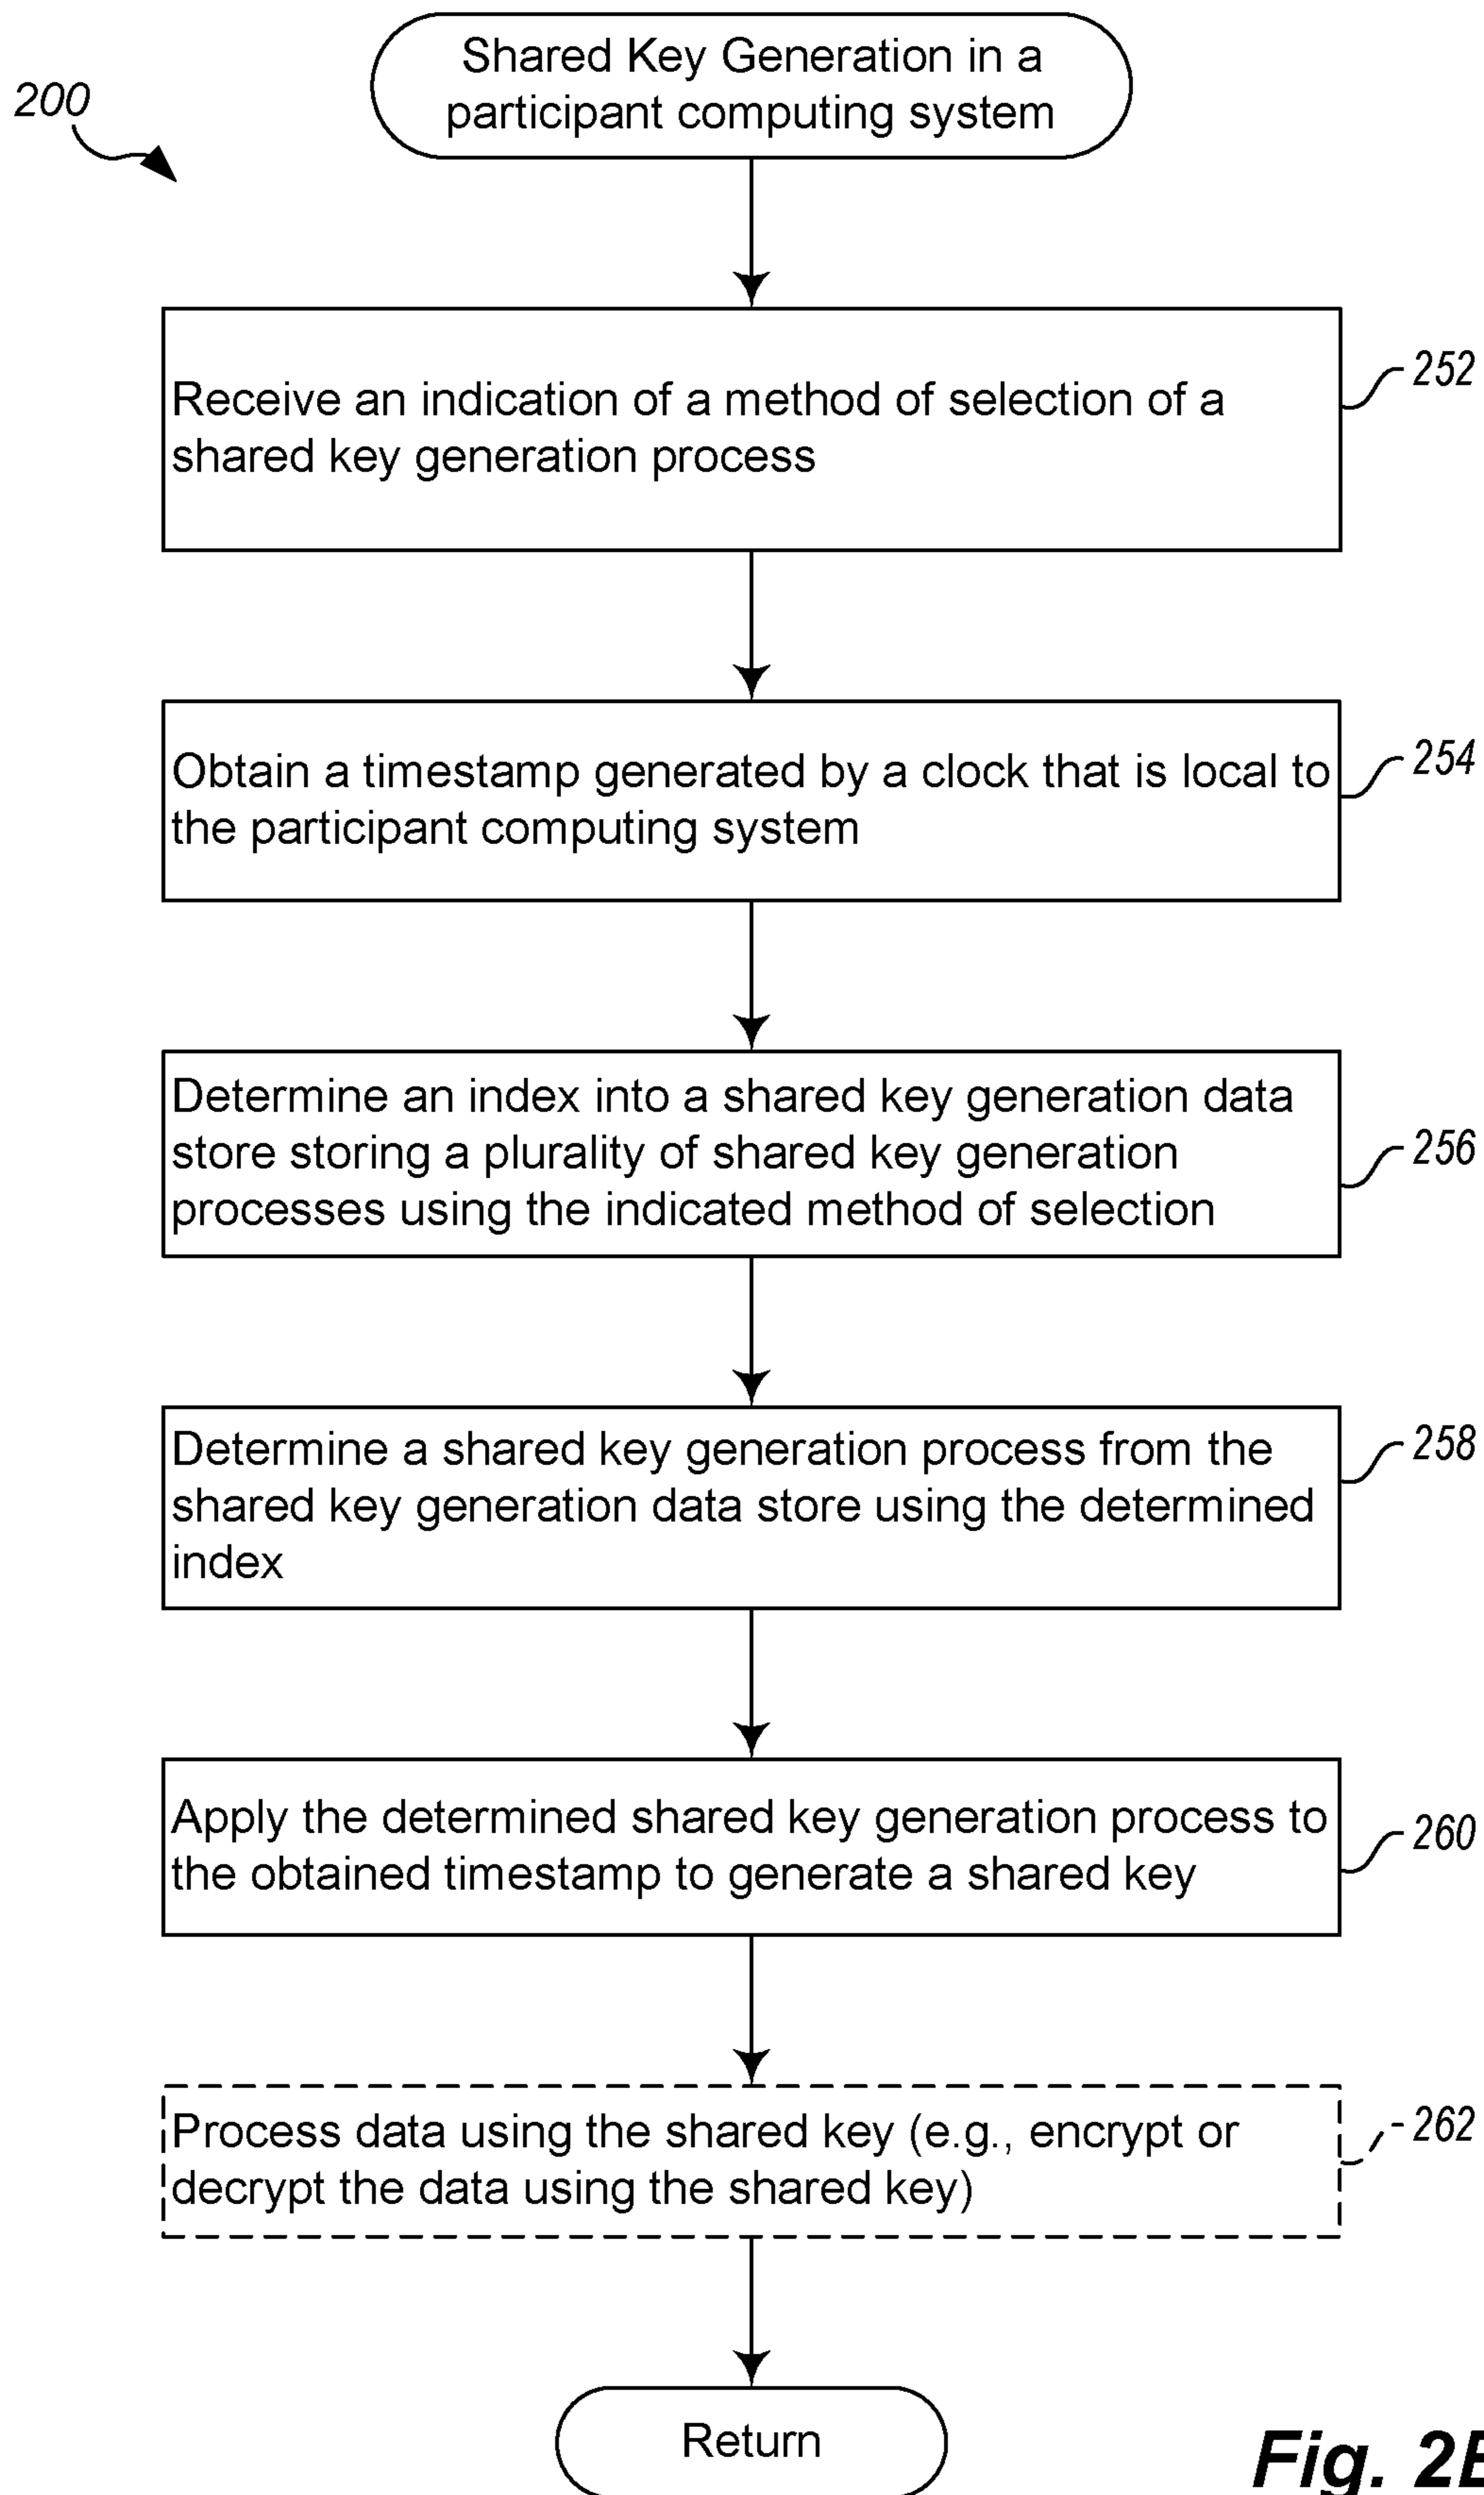 Shared Key Generation in a
participant computing system
200
Receive an indication of a method of selection of a
shared key generation process
252
Obtain a timestamp generated by a clock that is local to
the participant computing system
254
Determine an index into a shared key generation data
store storing a plurality of shared key generation
processes using the indicated method of selection
256
Determine a shared key generation process from the
shared key generation data store using the determined
index
258
Apply the determined shared key generation process to
the obtained timestamp to generate a shared key
260
Process data using the shared key (e.g., encrypt or
decrypt the data using the shared key)
262
Return
Fig.